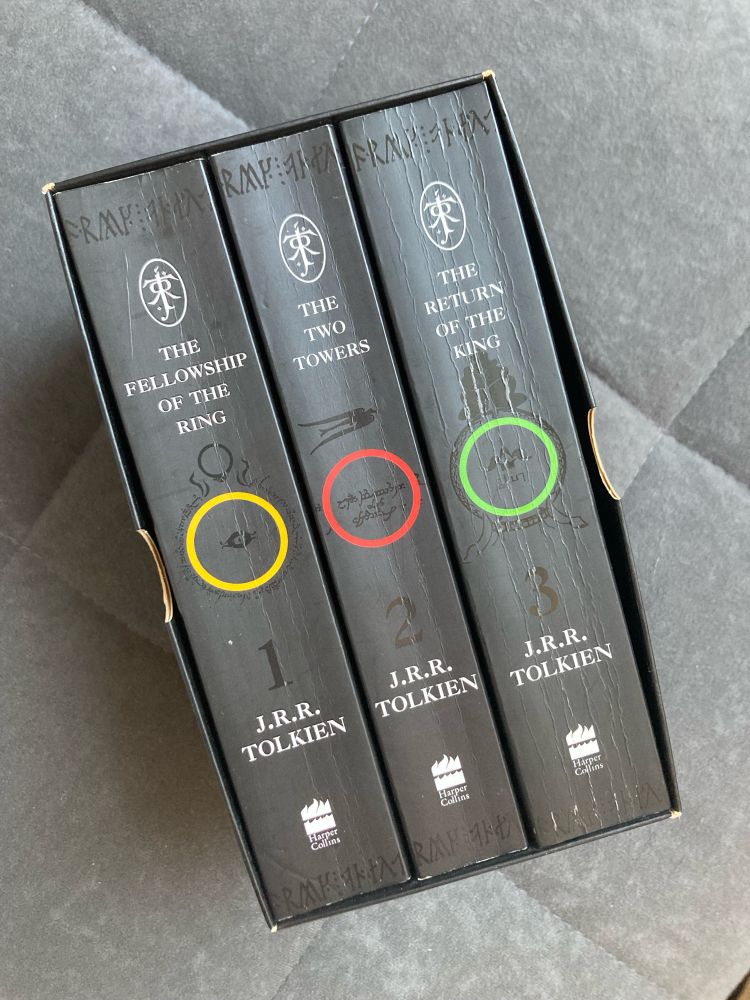 THE
FELLOWSHIP
OF THE
RING
1
J.R.R.
TOLKIEN
Harper
Collins
THE
TWO
TOWERS
2
J.R.R.
TOLKIEN
Harper
Collins
THE
RETURN
OF THE
KING
3
J.R.R.
TOLKIEN
Harper
Collins